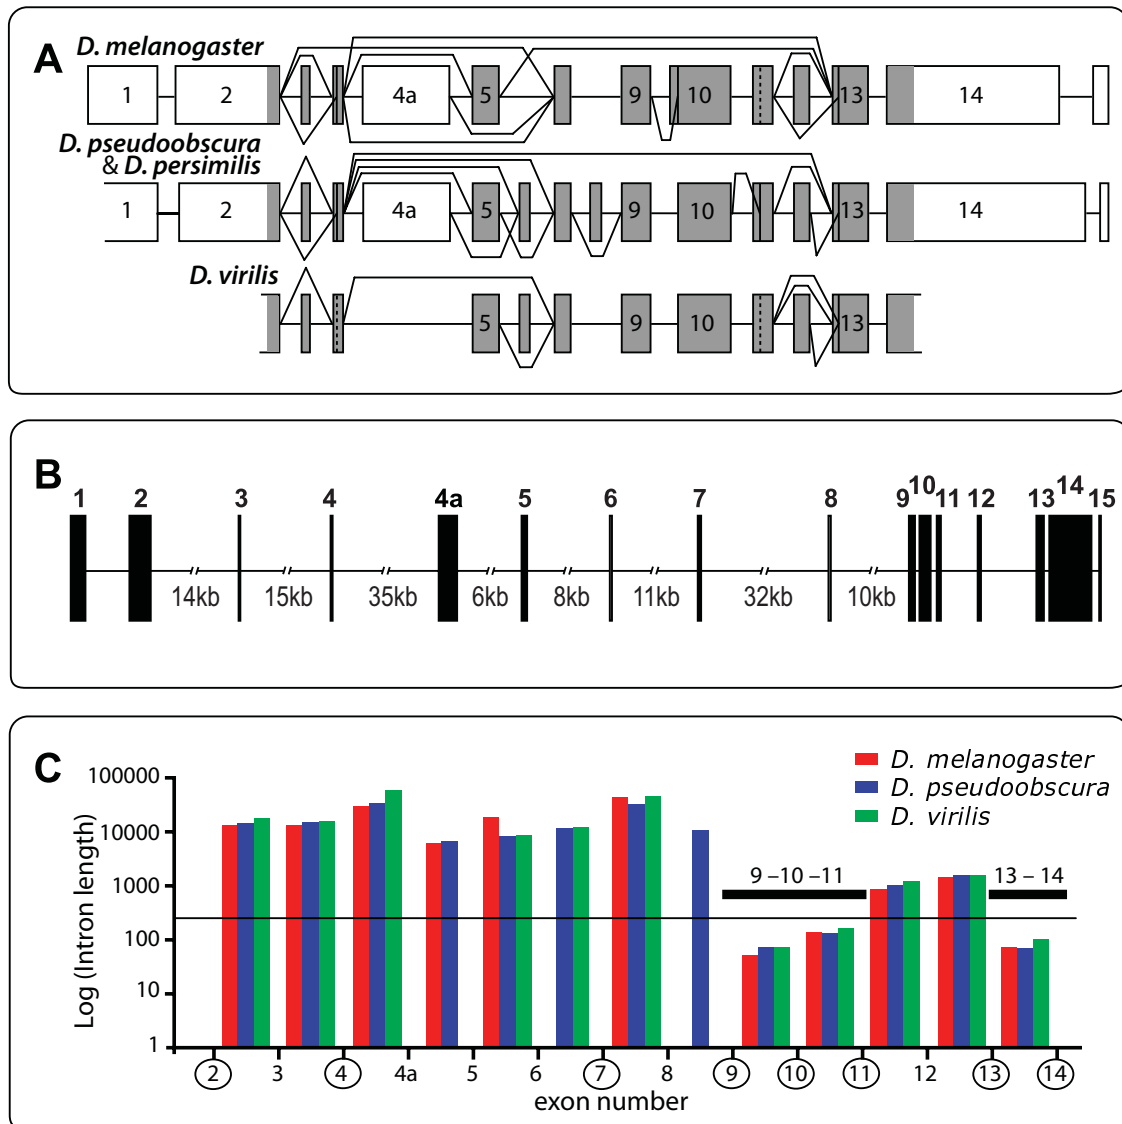 A
D. melanogaster
1 2 4a 5 9 10 13 14
D. pseudoobscura
& D. persimilis
1 2 4a 5 9 10 13 14
D. virilis
5 9 10 13
B
1 2 3 4 4a 5 6 7 8 9 10 11 12 13 14 15
14kb 15kb 35kb 6kb 8kb 11kb 32kb 10kb
C
D. melanogaster
D. pseudoobscura
D. virilis
Log (Intron length)
100000
10000
1000
100
10
1
9 –10 –11
13 – 14
2 3 4 4a 5 6 7 8 9 10 11 12 13 14
exon number